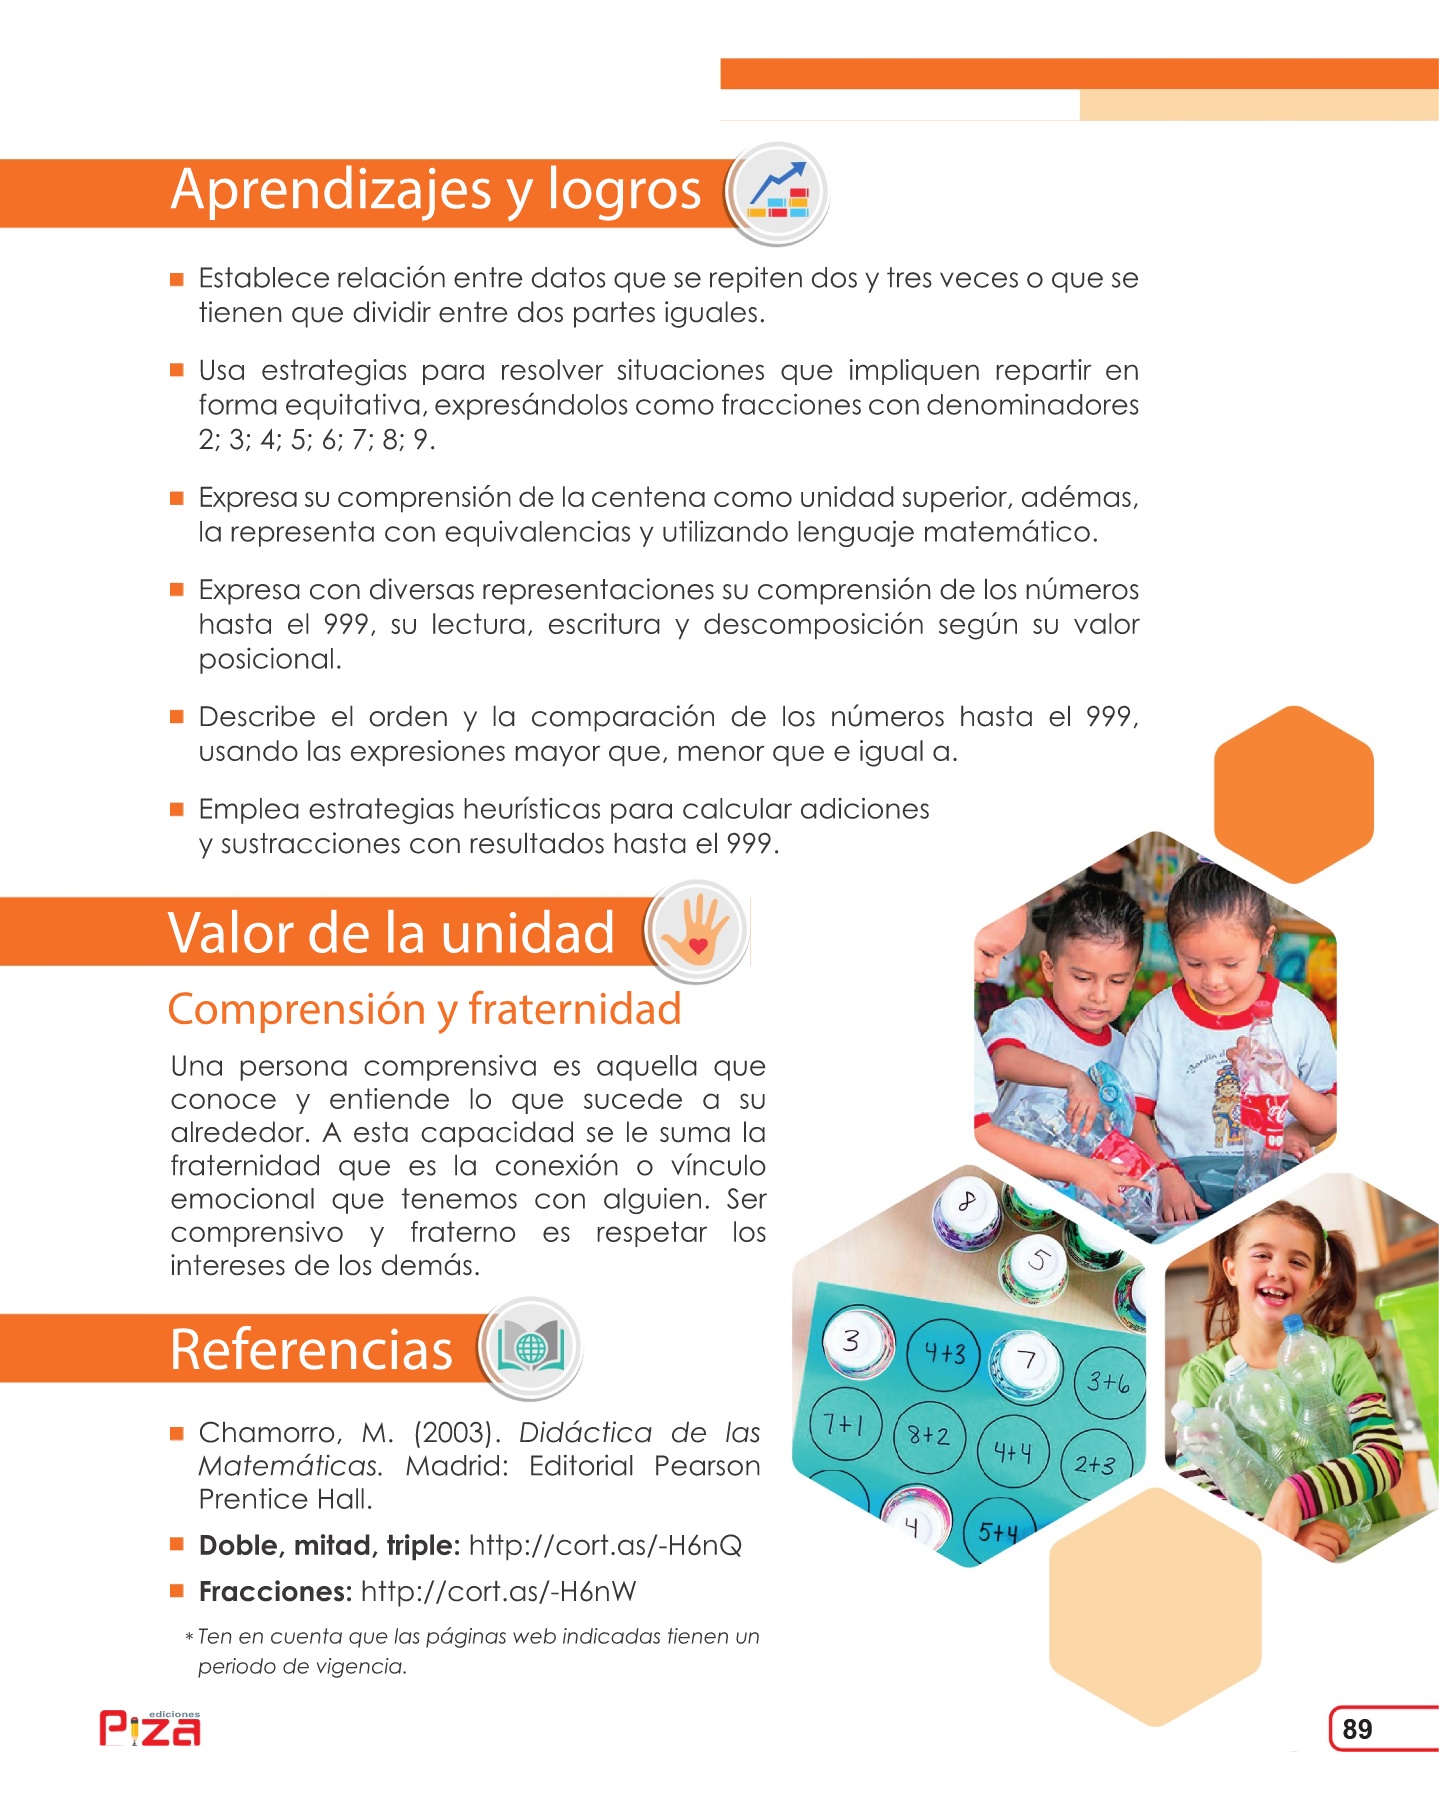 Aprendizajes y logros
Establece relación entre datos que se repiten dos y tres veces o que se
tienen que dividir entre dos partes iguales.
Usa estrategias para resolver situaciones que impliquen repartir en
forma equitativa, expresándolos como fracciones con denominadores
2; 3; 4; 5; 6; 7; 8; 9.
Expresa su comprensión de la centena como unidad superior,adémas,
la representa con equivalencias y utilizando lenguaje matemático.
Expresa con diversas representaciones su comprensión de los números
hasta el 999, su lectura, escritura y descomposición según su valor
posicional.
Describe el orden y la comparación de los números hasta el 999,
usando las expresiones mayor que, menor que e igual a.
Emplea estrategias heurísticas para calcular adiciones
y sustracciones con resultados hasta el 999.
Valor de la unidad
Comprensión y fraternidad
Una persona comprensiva es aquella que
conoce y entiende lo que sucede a su
alrededor. A esta capacidad se le suma la
fraternidad que es la conexión o vínculo
emocional que tenemos con alguien. Ser
comprensivo y fraterno es respetar los
intereses de los demás.
8
5
3
4+3
7
3+6
7+1
8+2
4+4
2+3
4
5+4
Referencias
Chamorro, M. (2003). Didáctica de las
Matemáticas. Madrid: Editorial Pearson
Prentice Hall.
Doble, mitad, triple: http://cort.as/-H6nQ
Fracciones: http://cort.as/-H6nW
* Ten en cuenta que las páginas web indicadas tienen un
periodo de vigencia.
ediciones
Piza
89